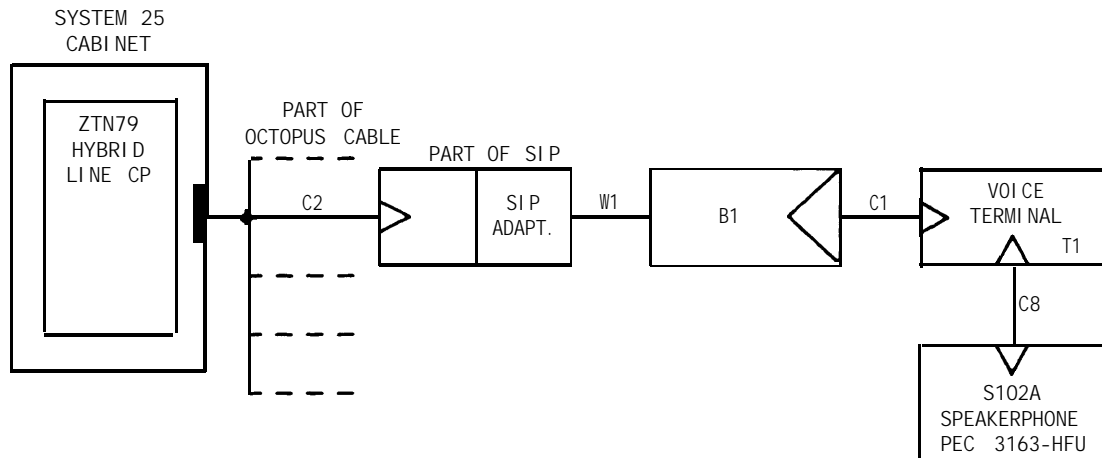 SYSTEM 25
CABINET
ZTN79
HYBRID
LINE CP
PART OF
OCTOPUS CABLE
PART OF SIP
C2
SIP
ADAPT.
W1
B1
C1
VOICE
TERMINAL
T1
C8
S102A
SPEAKERPHONE
PEC 3163-HFU